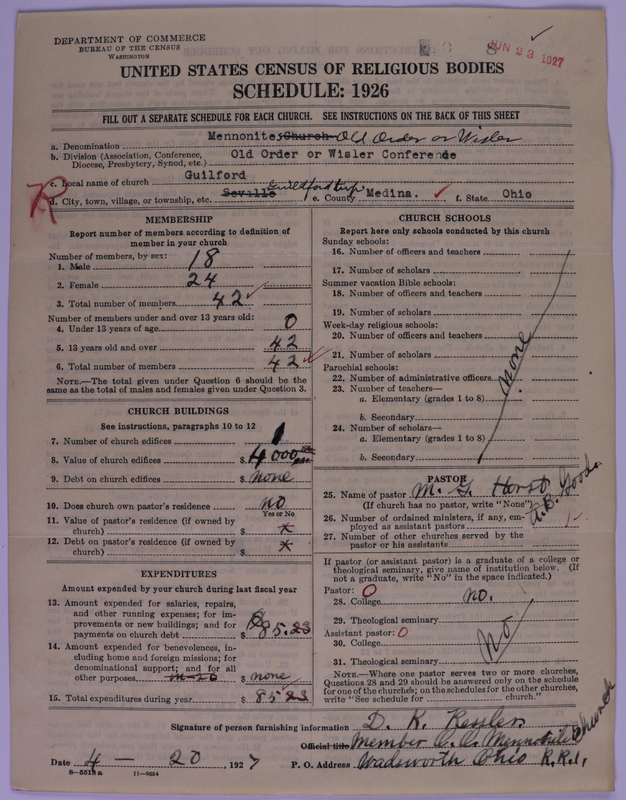 DEPARTMENT OF COMMERCE
BUREAU OF THE CENSUS
WASHINGTON
JUN 23 1927
UNITED STATES CENSUS OF RELIGIOUS BODIES
SCHEDULE: 1926
FILL OUT A SEPARATE SCHEDULE FOR EACH CHURCH. SEE INSTRUCTIONS ON THE BACK OF THIS SHEET
a. Denomination Mennonites Church Old Order or Wisler
b. Division (Association, Conference, Diocese, Presbytery, Synod, etc.) Old Order or Wisler Conference
c. Local name of church Guilford
R
d. City, town, village, or township, etc. Seville Guilford twp e. County Medina. f. State Ohio
MEMBERSHIP
Report number of members according to definition of
member in your church
Number of members, by sex:
1. Male 18
2. Female 24
3. Total number of members 42
Number of members under and over 13 years old:
4. Under 13 years of age 0
5. 13 years old and over 42
6. Total number of members 42
NOTE.—The total given under Question 6 should be the
same as the total of males and females given under Question 3.
CHURCH BUILDINGS
See instructions, paragraphs 10 to 12
7. Number of church edifices 1
8. Value of church edifices $4000
9. Debt on church edifices $ none
10. Does church own pastor's residence no
Yes or No
11. Value of pastor's residence (if owned by
church) $ x
12. Debt on pastor's residence (if owned by
church) $ x
EXPENDITURES
Amount expended by your church during last fiscal year
13. Amount expended for salaries, repairs,
and other running expenses; for im-
provements or new buildings; and for
payments on church debt $ 85.23
14. Amount expended for benevolences, in-
cluding home and foreign missions; for
denominational support; and for all
other purposes $ none
15. Total expenditures during year $ 85 23
CHURCH SCHOOLS
Report here only schools conducted by this church
Sunday schools:
16. Number of officers and teachers
17. Number of scholars
Summer vacation Bible schools:
18. Number of officers and teachers
19. Number of scholars
Week-day religious schools:
20. Number of officers and teachers
21. Number of scholars
none
Parochial schools:
22. Number of administrative officers
23. Number of teachers—
a. Elementary (grades 1 to 8)
b. Secondary
24. Number of scholars—
a. Elementary (grades 1 to 8)
b. Secondary
PASTOR
25. Name of pastor M. G. Horst
(If church has no pastor, write "None") A.B. Goods
26. Number of ordained ministers, if any, em-
ployed as assistant pastors 1
27. Number of other churches served by the
pastor or his assistants
If pastor (or assistant pastor) is a graduate of a college or
theological seminary, give name of institution below. (If
not a graduate, write "No" in the space indicated.)
Pastor: O
28. College no.
29. Theological seminary
Assistant pastor: O
30. College
No
31. Theological seminary
NOTE.—Where one pastor serves two or more churches,
Questions 28 and 29 should be answered only on the schedule
for one of the churches; on the schedules for the other churches,
write "See schedule for church."
Signature of person furnishing information D. R. Kessler
Official title Member O.O. Mennonite Church
Date 4 — 20 , 1927 P. O. Address Wadsworth Ohio R.R.1,
8—5518a 11—9054